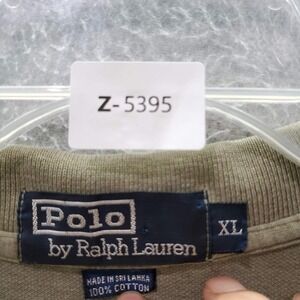 Z-5395
Polo
by Ralph Lauren
XL
MADE IN SRI LANKA
100% COTTON